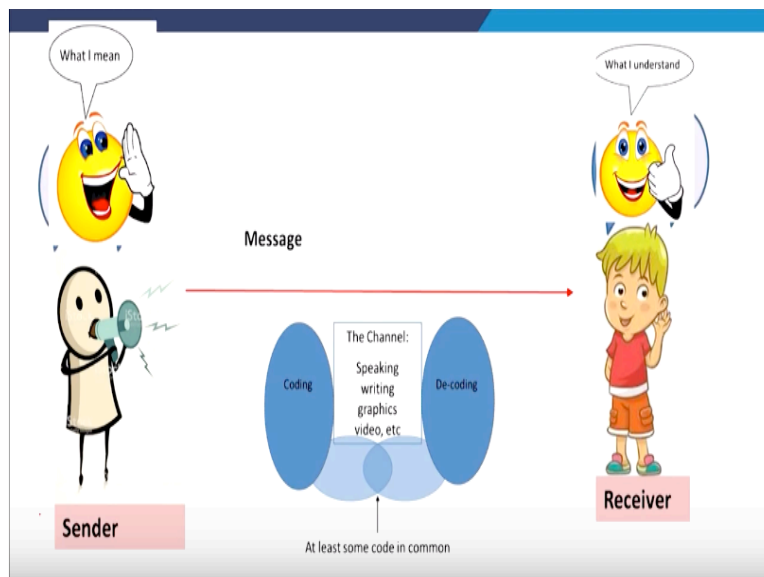 What I mean
What I understand
Message
The Channel:
Speaking
writing
graphics
video, etc
Coding
De-coding
Sender
Receiver
At least some code in common